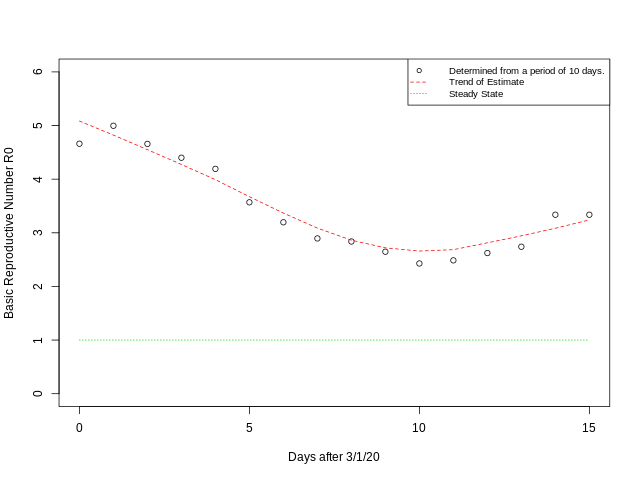 Determined from a period of 10 days.
Trend of Estimate
Steady State
Basic Reproductive Number R0
6
5
4
3
2
1
0
0 5 10 15
Days after 3/1/20